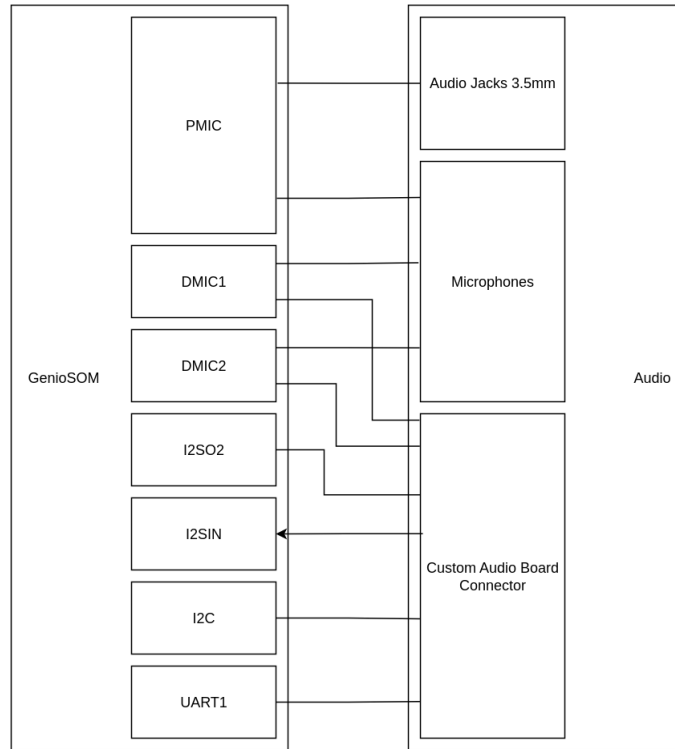 Audio Jacks 3.5mm
PMIC
DMIC1
Microphones
DMIC2
GenioSOM
Audio
I2SO2
I2SIN
Custom Audio Board
Connector
I2C
UART1